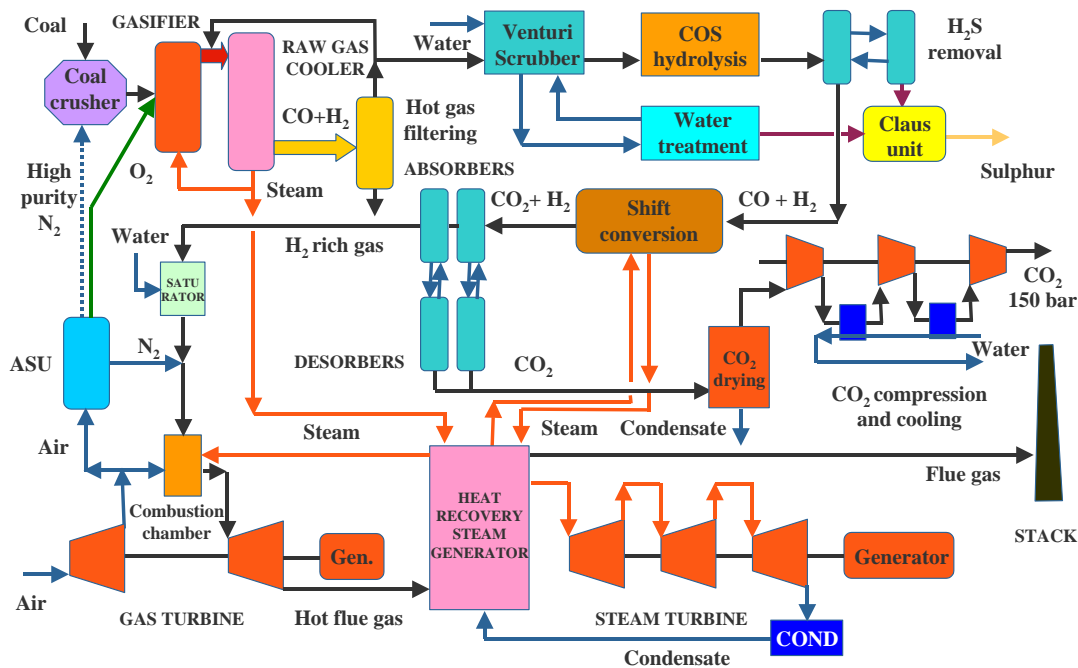 Coal
GASIFIER
RAW GAS
COOLER
Water
Venturi
Scrubber
COS
hydrolysis
H₂S
removal
Coal
crusher
CO+H₂
Hot gas
filtering
Water
treatment
Claus
unit
Sulphur
High
purity
N₂
O₂
Steam
ABSORBERS
CO₂+ H₂
Shift
conversion
CO + H₂
Water
H₂ rich gas
SATU
RATOR
CO₂
150 bar
ASU
N₂
DESORBERS
CO₂
CO₂
drying
Water
CO₂ compression
and cooling
Air
Steam
Steam
Condensate
Flue gas
Combustion
chamber
HEAT
RECOVERY
STEAM
GENERATOR
STACK
Gen.
Generator
Air
GAS TURBINE
Hot flue gas
STEAM TURBINE
COND
Condensate